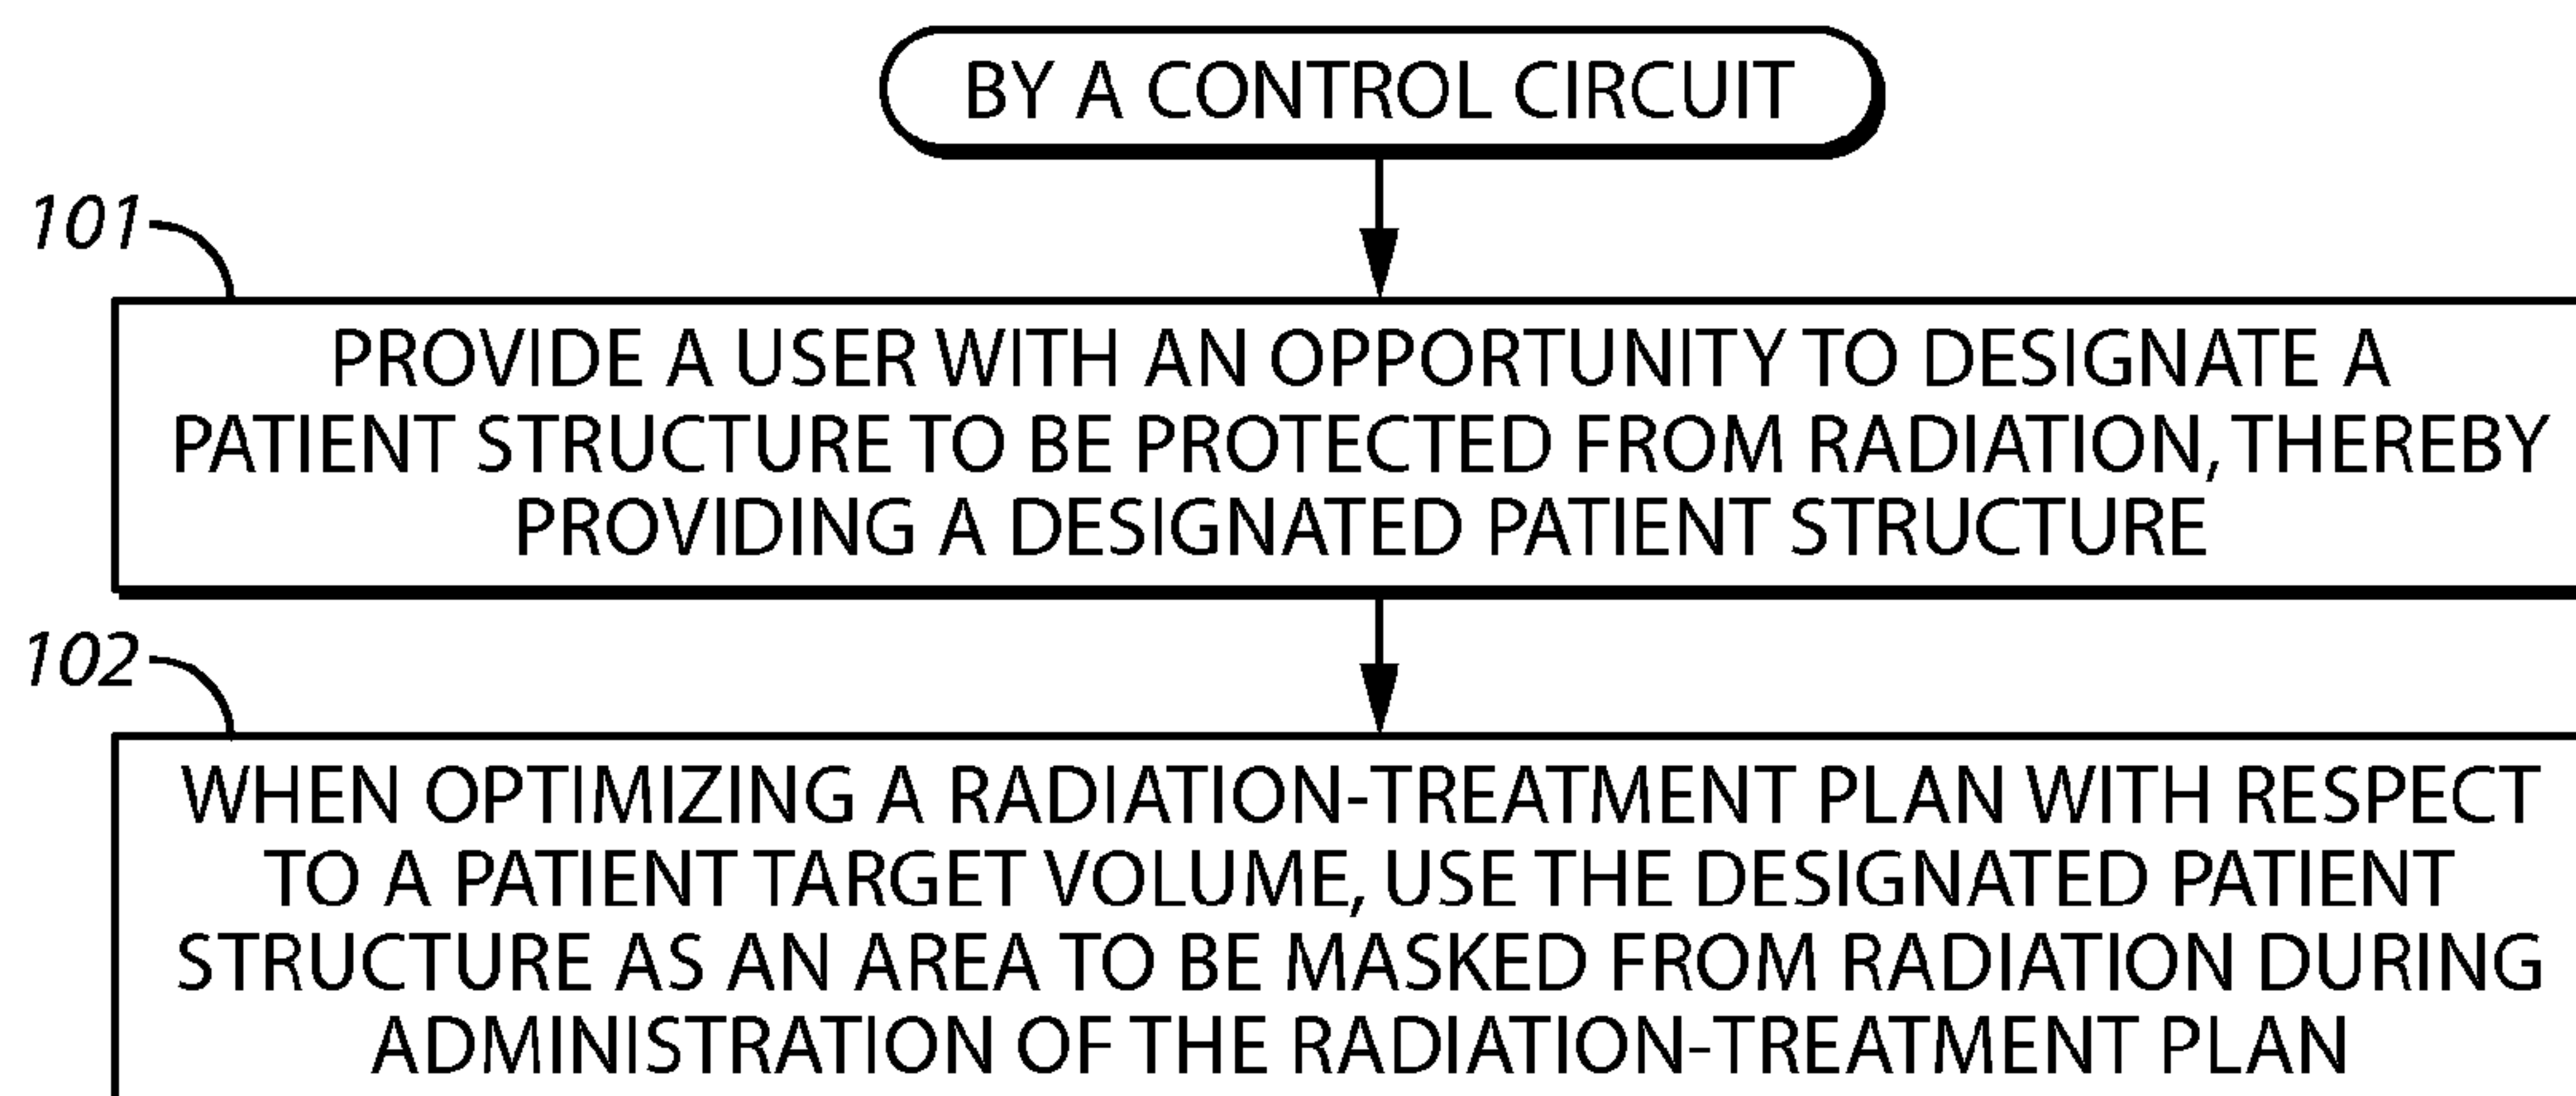 BY A CONTROL CIRCUIT
101
PROVIDE A USER WITH AN OPPORTUNITY TO DESIGNATE A
PATIENT STRUCTURE TO BE PROTECTED FROM RADIATION, THEREBY
PROVIDING A DESIGNATED PATIENT STRUCTURE
102
WHEN OPTIMIZING A RADIATION-TREATMENT PLAN WITH RESPECT
TO A PATIENT TARGET VOLUME, USE THE DESIGNATED PATIENT
STRUCTURE AS AN AREA TO BE MASKED FROM RADIATION DURING
ADMINISTRATION OF THE RADIATION-TREATMENT PLAN